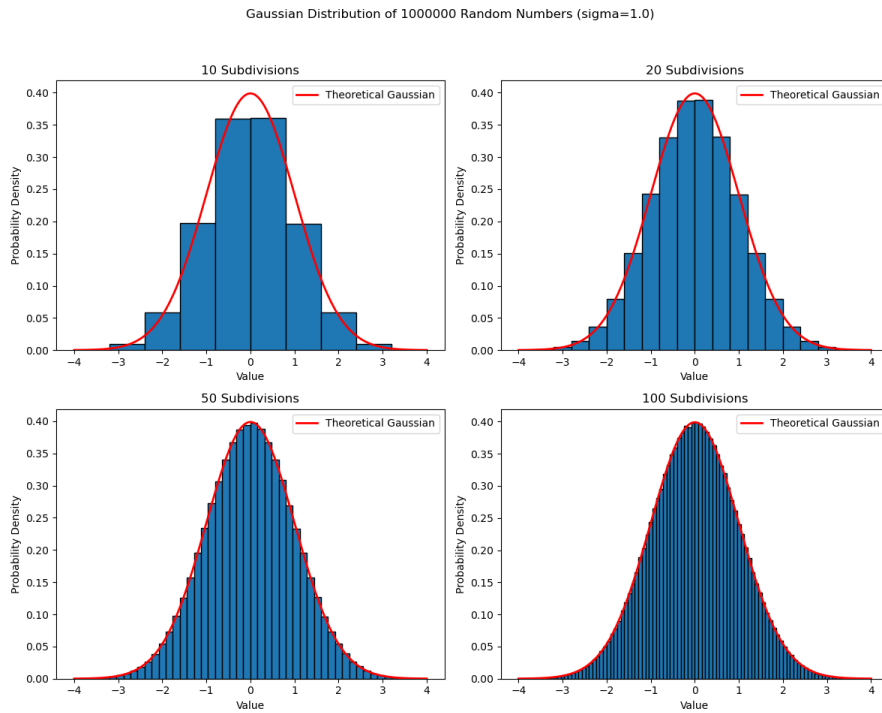 Gaussian Distribution of 1000000 Random Numbers (sigma=1.0)
10 Subdivisions
Theoretical Gaussian
Probability Density
0.40
0.35
0.30
0.25
0.20
0.15
0.10
0.05
0.00
−4 −3 −2 −1 0 1 2 3 4
Value
20 Subdivisions
Theoretical Gaussian
Probability Density
0.40
0.35
0.30
0.25
0.20
0.15
0.10
0.05
0.00
−4 −3 −2 −1 0 1 2 3 4
Value
50 Subdivisions
Theoretical Gaussian
Probability Density
0.40
0.35
0.30
0.25
0.20
0.15
0.10
0.05
0.00
−4 −3 −2 −1 0 1 2 3 4
Value
100 Subdivisions
Theoretical Gaussian
Probability Density
0.40
0.35
0.30
0.25
0.20
0.15
0.10
0.05
0.00
−4 −3 −2 −1 0 1 2 3 4
Value